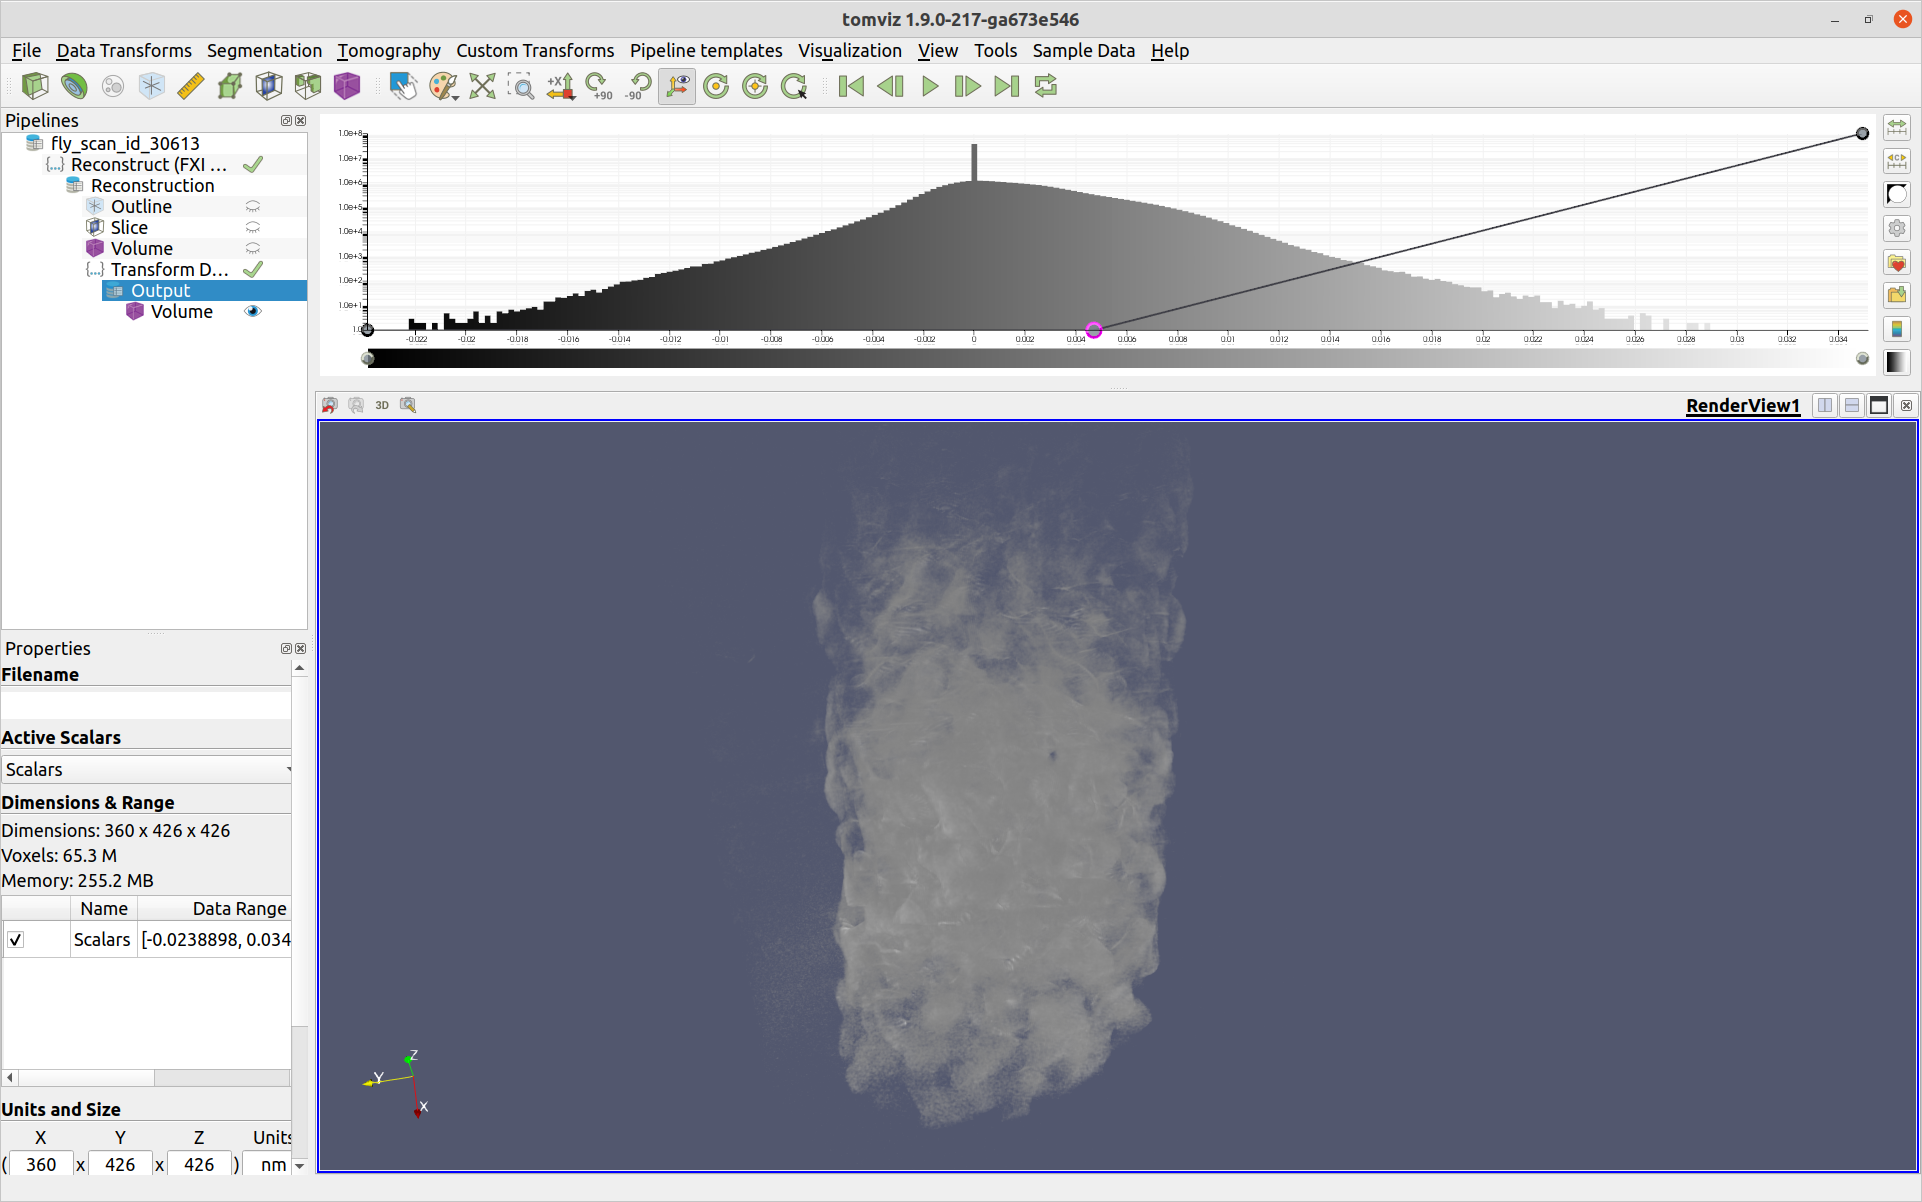 tomviz 1.9.0-217-ga673e546
File Data Transforms Segmentation Tomography Custom Transforms Pipeline templates Visualization View Tools Sample Data Help
+X +90 -90
Pipelines
fly_scan_id_30613
Reconstruct (FXI ...
Reconstruction
Outline
Slice
Volume
Transform D...
Output
Volume
1.0e+8
1.0e+7
1.0e+6
1.0e+5
1.0e+4
1.0e+3
1.0e+2
1.0e+1
1.0
-0.022 -0.02 -0.018 -0.016 -0.014 -0.012 -0.01 -0.008 -0.006 -0.004 -0.002 0 0.002 0.004 0.006 0.008 0.01 0.012 0.014 0.016 0.018 0.02 0.022 0.024 0.026 0.028 0.03 0.032 0.034
C
3D
RenderView1
Properties
Filename
Active Scalars
Scalars
Dimensions & Range
Dimensions: 360 x 426 x 426
Voxels: 65.3 M
Memory: 255.2 MB
Name Data Range
Scalars [-0.0238898, 0.034
Units and Size
X Y Z Units
( 360 x 426 x 426 ) nm
Z
Y
X